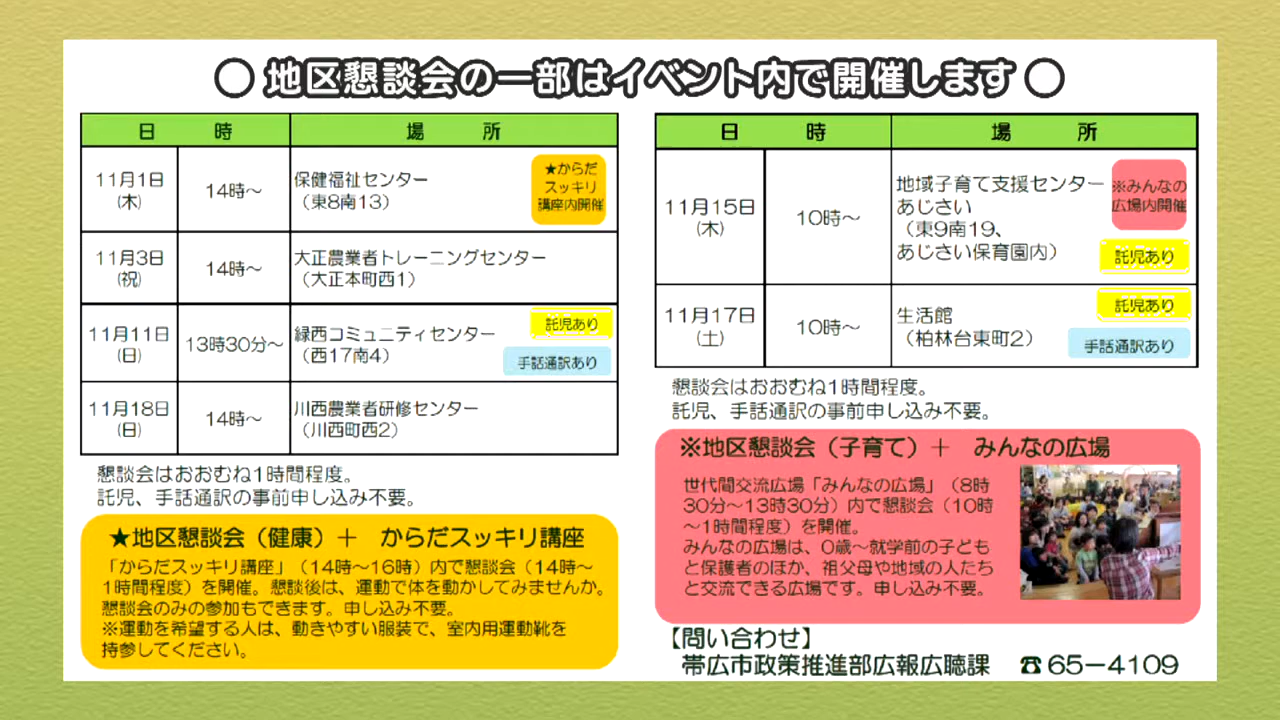 ○ 地区懇談会の一部はイベント内で開催します ○
日 時 場 所
11月1日
(木)
14時～
保健福祉センター
（東8南13）
★からだ
スッキリ
講座内開催
11月3日
(祝)
14時～
大正農業者トレーニングセンター
（大正本町西1）
11月11日
(日)
13時30分～
緑西コミュニティセンター
（西17南4）
託児あり
手話通訳あり
11月18日
(日)
14時～
川西農業者研修センター
（川西町西2）
懇談会はおおむね1時間程度。
託児、手話通訳の事前申し込み不要。
★地区懇談会（健康）＋ からだスッキリ講座
「からだスッキリ講座」（14時～16時）内で懇談会（14時～
1時間程度）を開催。懇談後は、運動で体を動かしてみませんか。
懇談会のみの参加もできます。申し込み不要。
※運動を希望する人は、動きやすい服装で、室内用運動靴を
持参してください。
日 時 場 所
11月15日
(木)
10時～
地域子育て支援センター
あじさい
（東9南19、
あじさい保育園内）
※みんなの
広場内開催
託児あり
11月17日
(土)
10時～
生活館
（柏林台東町2）
託児あり
手話通訳あり
懇談会はおおむね1時間程度。
託児、手話通訳の事前申し込み不要。
※地区懇談会（子育て）＋ みんなの広場
世代間交流広場「みんなの広場」（8時
30分～13時30分）内で懇談会（10時
～1時間程度）を開催。
みんなの広場は、0歳～就学前の子ども
と保護者のほか、祖父母や地域の人たち
と交流できる広場です。申し込み不要。
【問い合わせ】
帯広市政策推進部広報広聴課 ☎65－4109